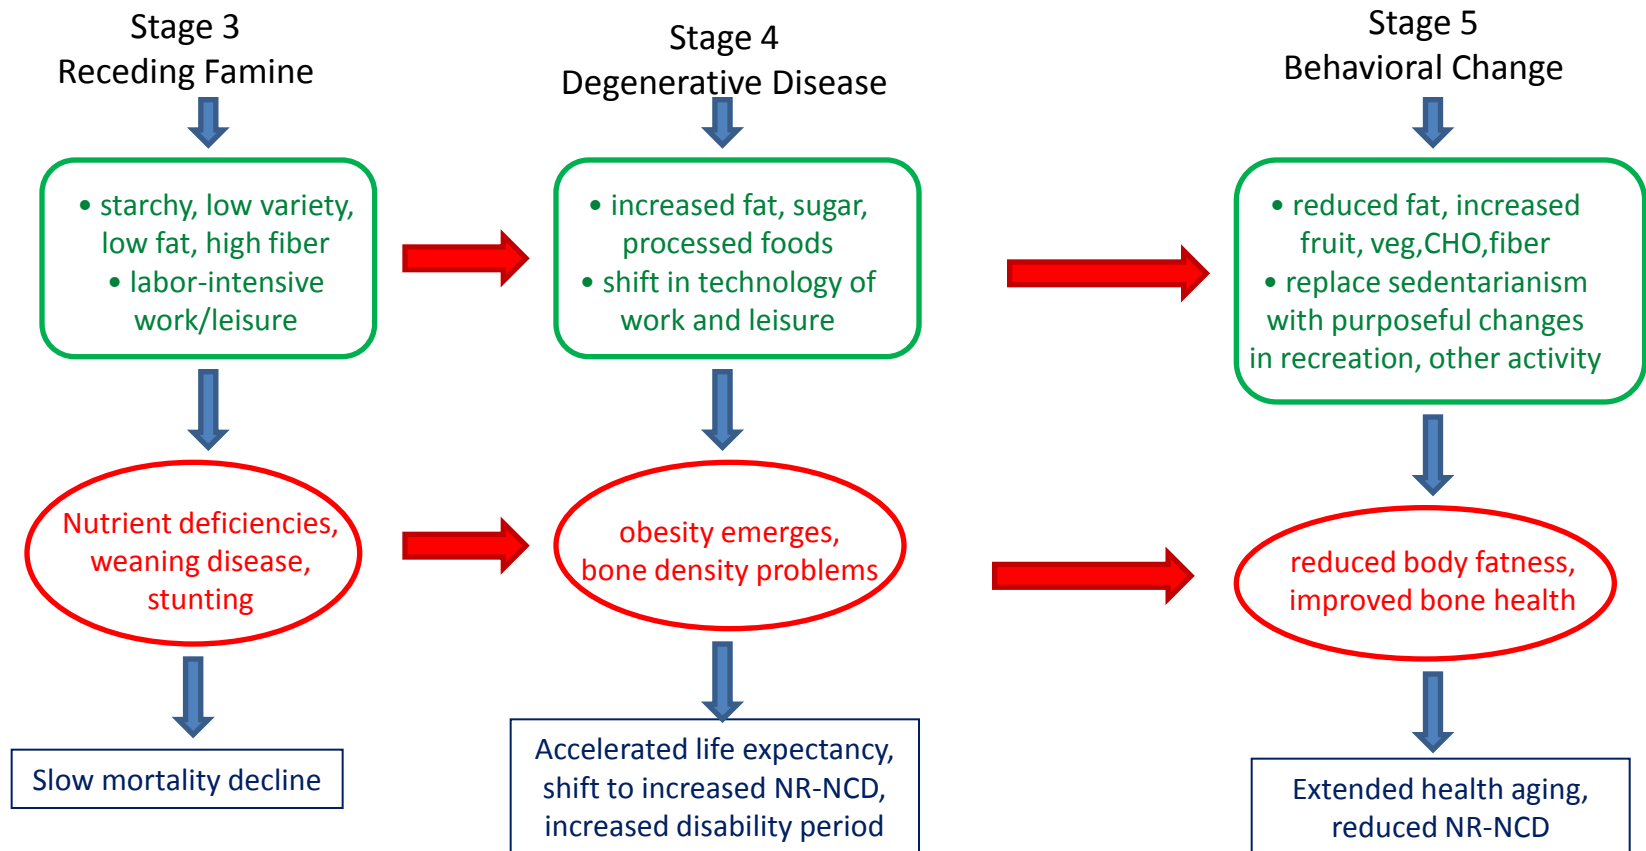 Stage 3
Receding Famine
Stage 4
Degenerative Disease
Stage 5
Behavioral Change
• starchy, low variety,
low fat, high fiber
• labor-intensive
work/leisure
• increased fat, sugar,
processed foods
• shift in technology of
work and leisure
• reduced fat, increased
fruit, veg,CHO,fiber
• replace sedentarianism
with purposeful changes
in recreation, other activity
Nutrient deficiencies,
weaning disease,
stunting
obesity emerges,
bone density problems
reduced body fatness,
improved bone health
Slow mortality decline
Accelerated life expectancy,
shift to increased NR-NCD,
increased disability period
Extended health aging,
reduced NR-NCD